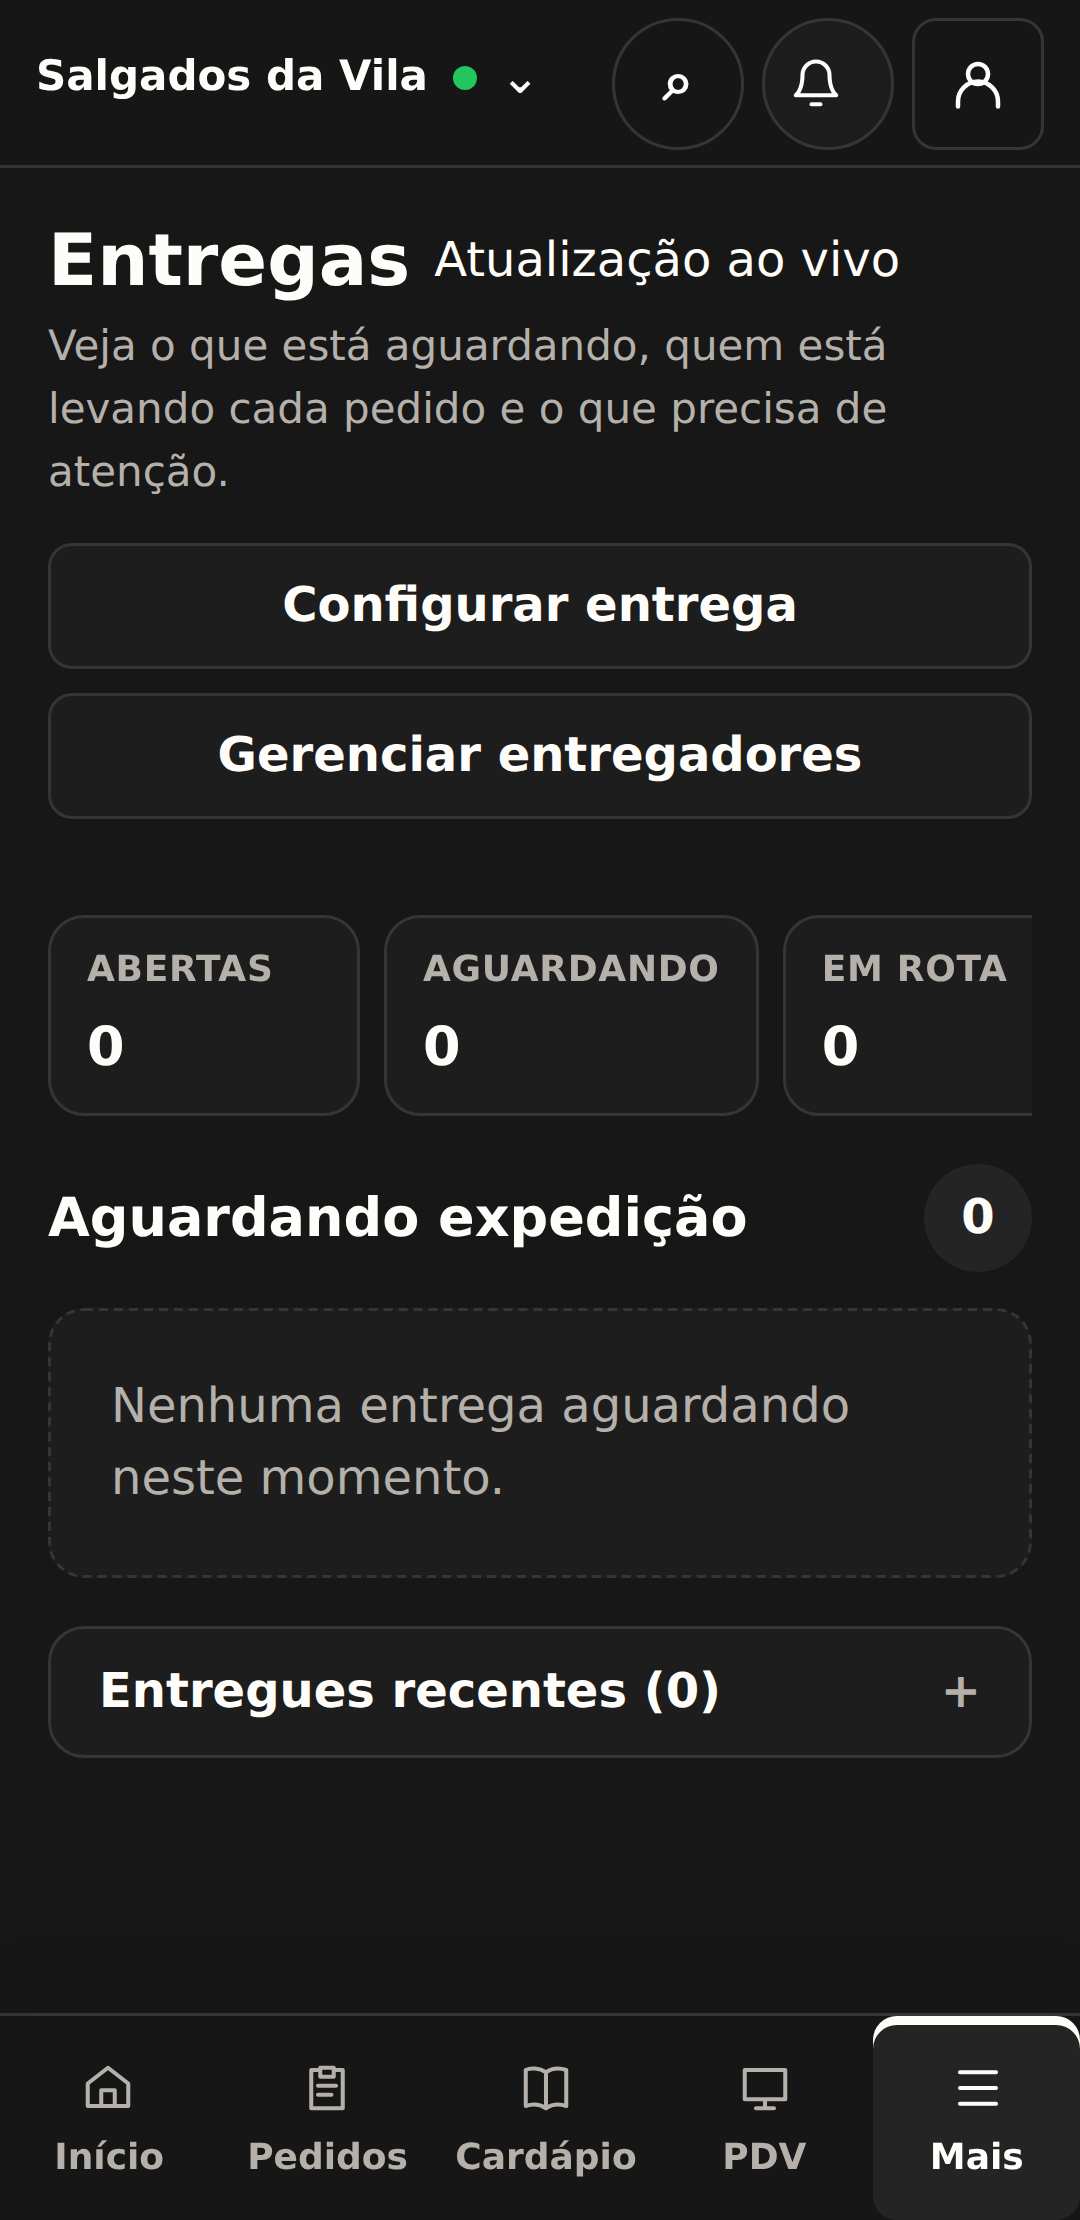 Salgados da Vila
Entregas Atualização ao vivo
Veja o que está aguardando, quem está
levando cada pedido e o que precisa de
atenção.
Configurar entrega
Gerenciar entregadores
ABERTAS AGUARDANDO EM ROTA
0 0 0
Aguardando expedição 0
Nenhuma entrega aguardando
neste momento.
Entregues recentes (0) +
Início Pedidos Cardápio PDV Mais